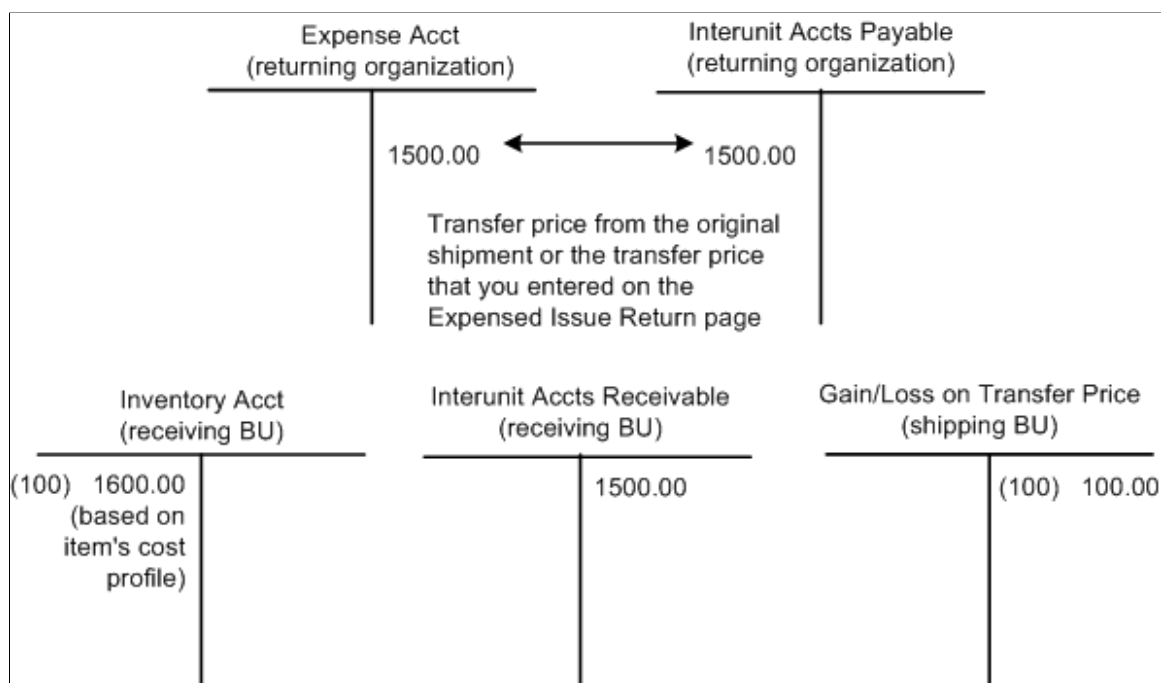 Expense Acct
(returning organization)
Interunit Accts Payable
(returning organization)
1500.00
1500.00
Transfer price from the original
shipment or the transfer price
that you entered on the
Expensed Issue Return page
Inventory Acct
(receiving BU)
(100) 1600.00
(based on
item's cost
profile)
Interunit Accts Receivable
(receiving BU)
1500.00
Gain/Loss on Transfer Price
(shipping BU)
(100) 100.00